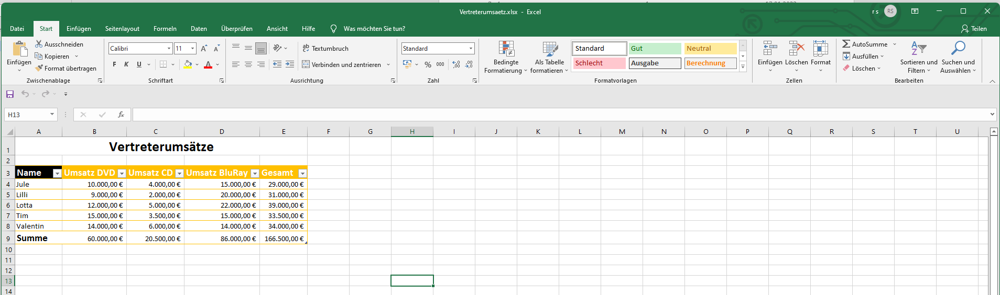 Vertreterumsaetz.xlsx - Excel
r s RS
Datei Start Einfügen Seitenlayout Formeln Daten Überprüfen Ansicht Hilfe Was möchten Sie tun? Teilen
Einfügen
Ausschneiden
Kopieren
Format übertragen
Zwischenablage
Calibri 11 A A
F K U A
Schriftart
ab Textumbruch
Verbinden und zentrieren
Ausrichtung
Standard
% 000 ,00 ,00
Zahl
Bedingte Formatierung
Als Tabelle formatieren
Standard Gut Neutral
Schlecht Ausgabe Berechnung
Formatvorlagen
Einfügen Löschen Format
Zellen
AutoSumme
Ausfüllen
Löschen
Sortieren und Filtern
Suchen und Auswählen
Bearbeiten
H13 fx
A B C D E F G H I J K L M N O P Q R S T U
1 Vertreterumsätze
2
3 Name Umsatz DVD Umsatz CD Umsatz BluRay Gesamt
4 Jule 10.000,00 € 4.000,00 € 15.000,00 € 29.000,00 €
5 Lilli 9.000,00 € 2.000,00 € 20.000,00 € 31.000,00 €
6 Lotta 12.000,00 € 5.000,00 € 22.000,00 € 39.000,00 €
7 Tim 15.000,00 € 3.500,00 € 15.000,00 € 33.500,00 €
8 Valentin 14.000,00 € 6.000,00 € 14.000,00 € 34.000,00 €
9 Summe 60.000,00 € 20.500,00 € 86.000,00 € 166.500,00 €
10
11
12
13
14